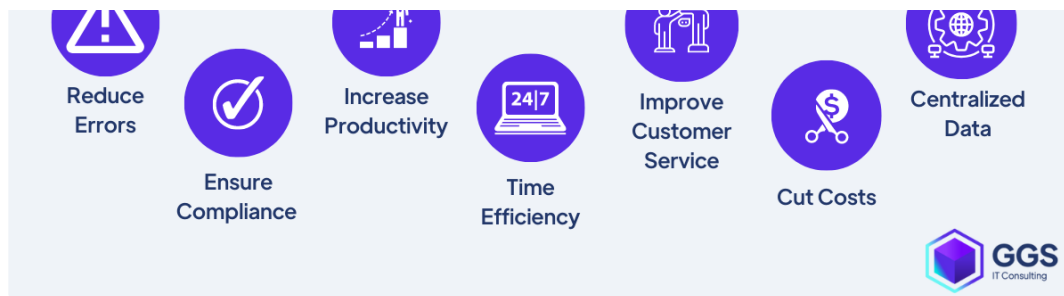 Reduce
Errors
Ensure
Compliance
Increase
Productivity
24|7
Time
Efficiency
Improve
Customer
Service
$
Cut Costs
Centralized
Data
GGS
IT Consulting